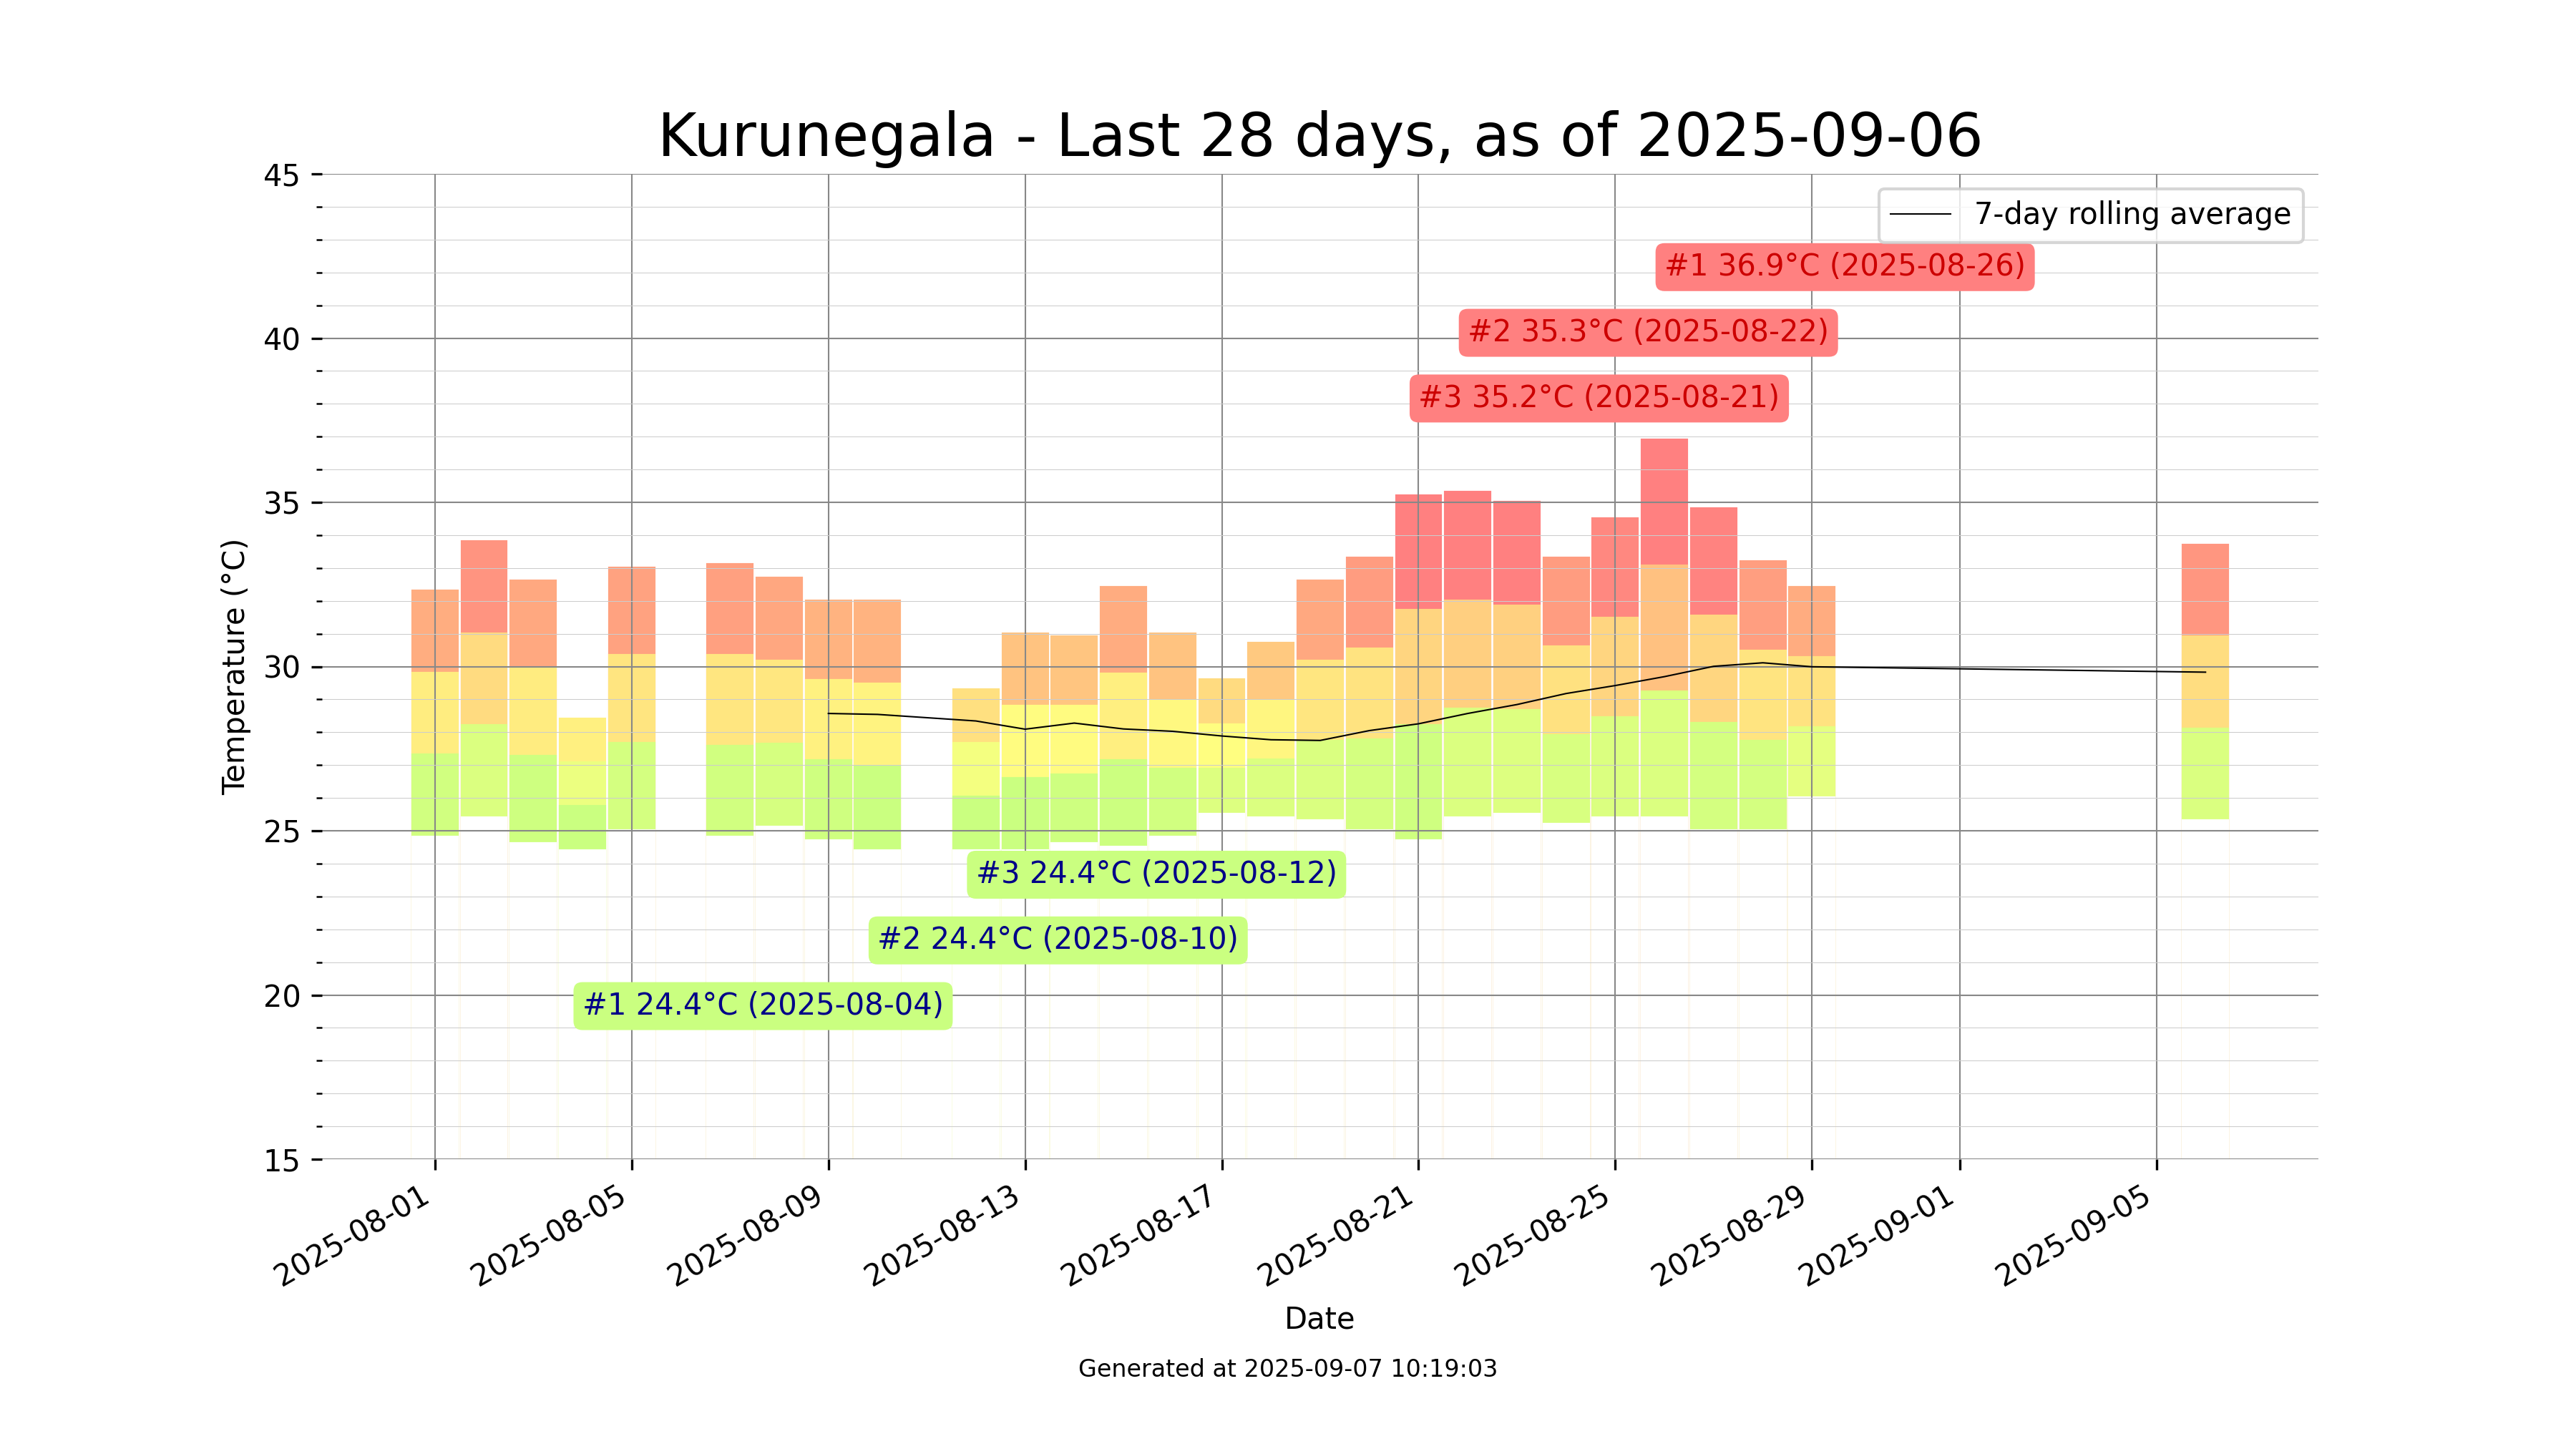 Kurunegala - Last 28 days, as of 2025-09-06
7-day rolling average
#1 36.9°C (2025-08-26)
#2 35.3°C (2025-08-22)
#3 35.2°C (2025-08-21)
#3 24.4°C (2025-08-12)
#2 24.4°C (2025-08-10)
#1 24.4°C (2025-08-04)
Temperature (°C)
45
40
35
30
25
20
15
2025-08-01
2025-08-05
2025-08-09
2025-08-13
2025-08-17
2025-08-21
2025-08-25
2025-08-29
2025-09-01
2025-09-05
Date
Generated at 2025-09-07 10:19:03